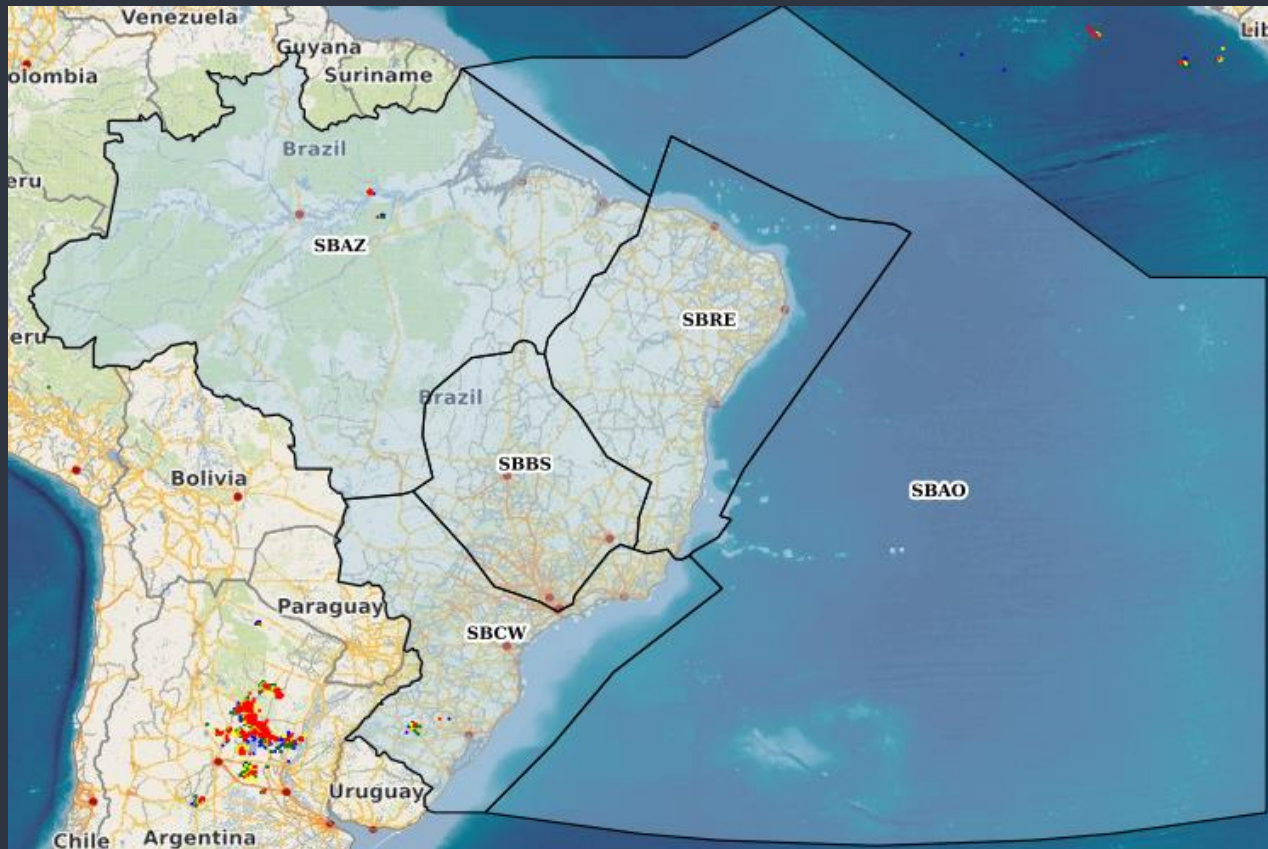 Venezuela
Guyana
Lib
olombia
Suriname
Brazil
eru
SBAZ
SBRE
eru
Brazil
SBBS
Bolivia
SBAO
Paraguay
SBCW
Uruguay
Chile
Argentina